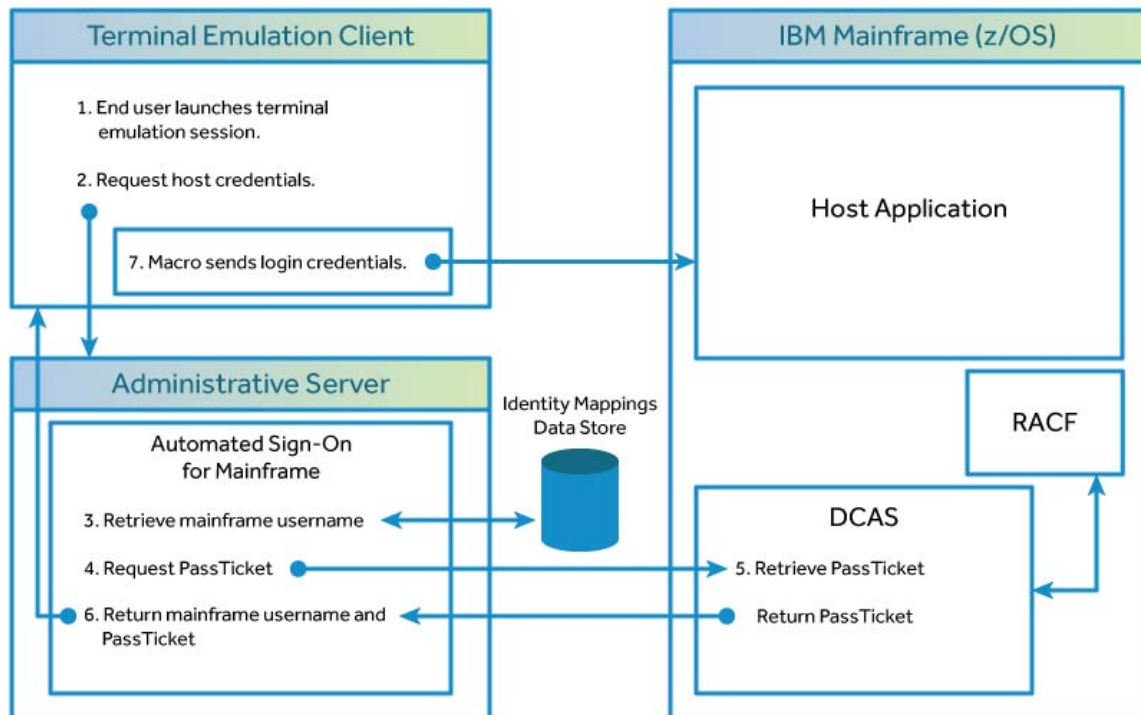 Terminal Emulation Client
1. End user launches terminal
emulation session.
2. Request host credentials.
7. Macro sends login credentials.
IBM Mainframe (z/OS)
Host Application
Administrative Server
Automated Sign-On
for Mainframe
3. Retrieve mainframe username
4. Request PassTicket
6. Return mainframe username and
PassTicket
Identity Mappings
Data Store
RACF
DCAS
5. Retrieve PassTicket
Return PassTicket